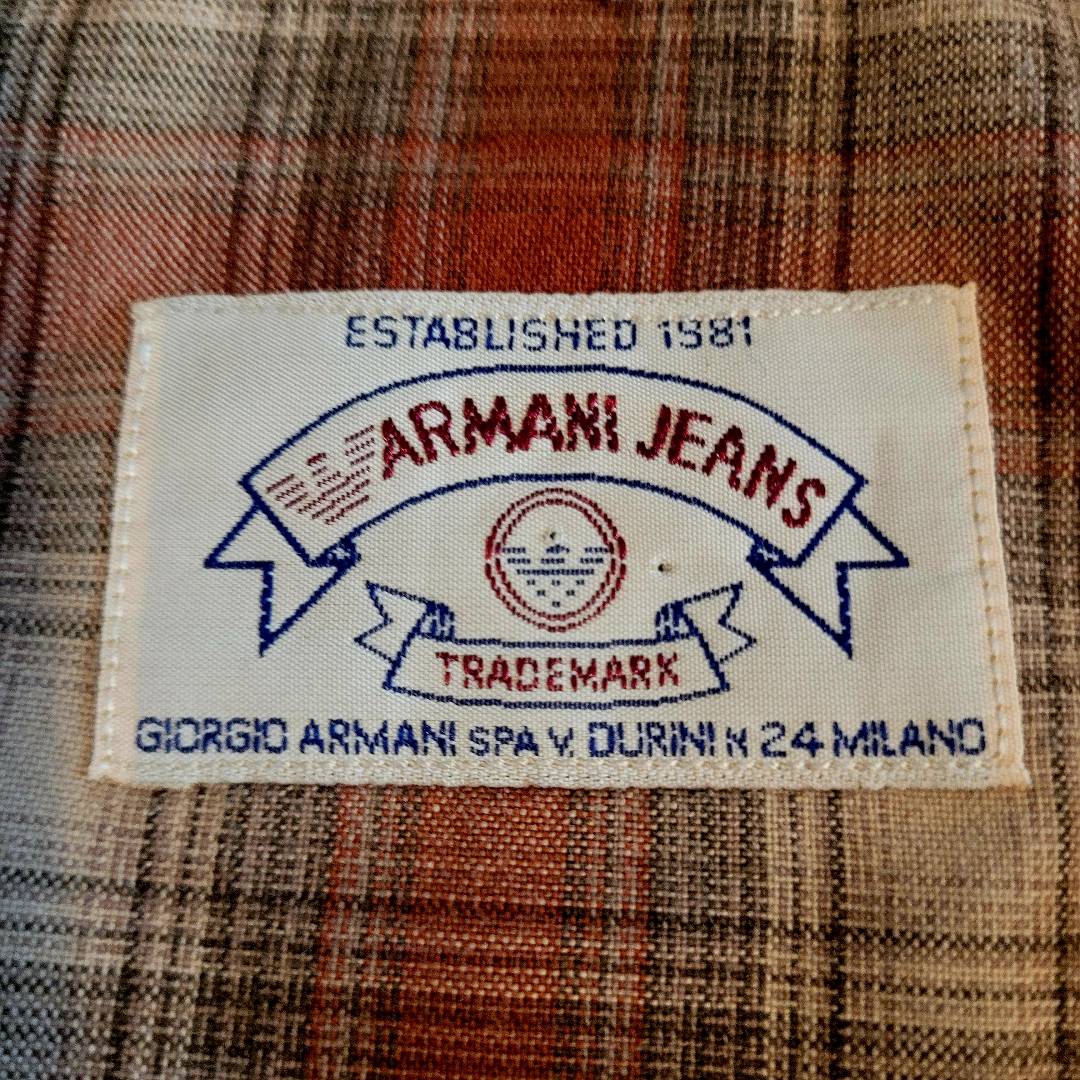 ESTABLISHED 1981
ARMANI JEANS
TRADEMARK
GIORGIO ARMANI SPA V. DURINI N 24 MILANO